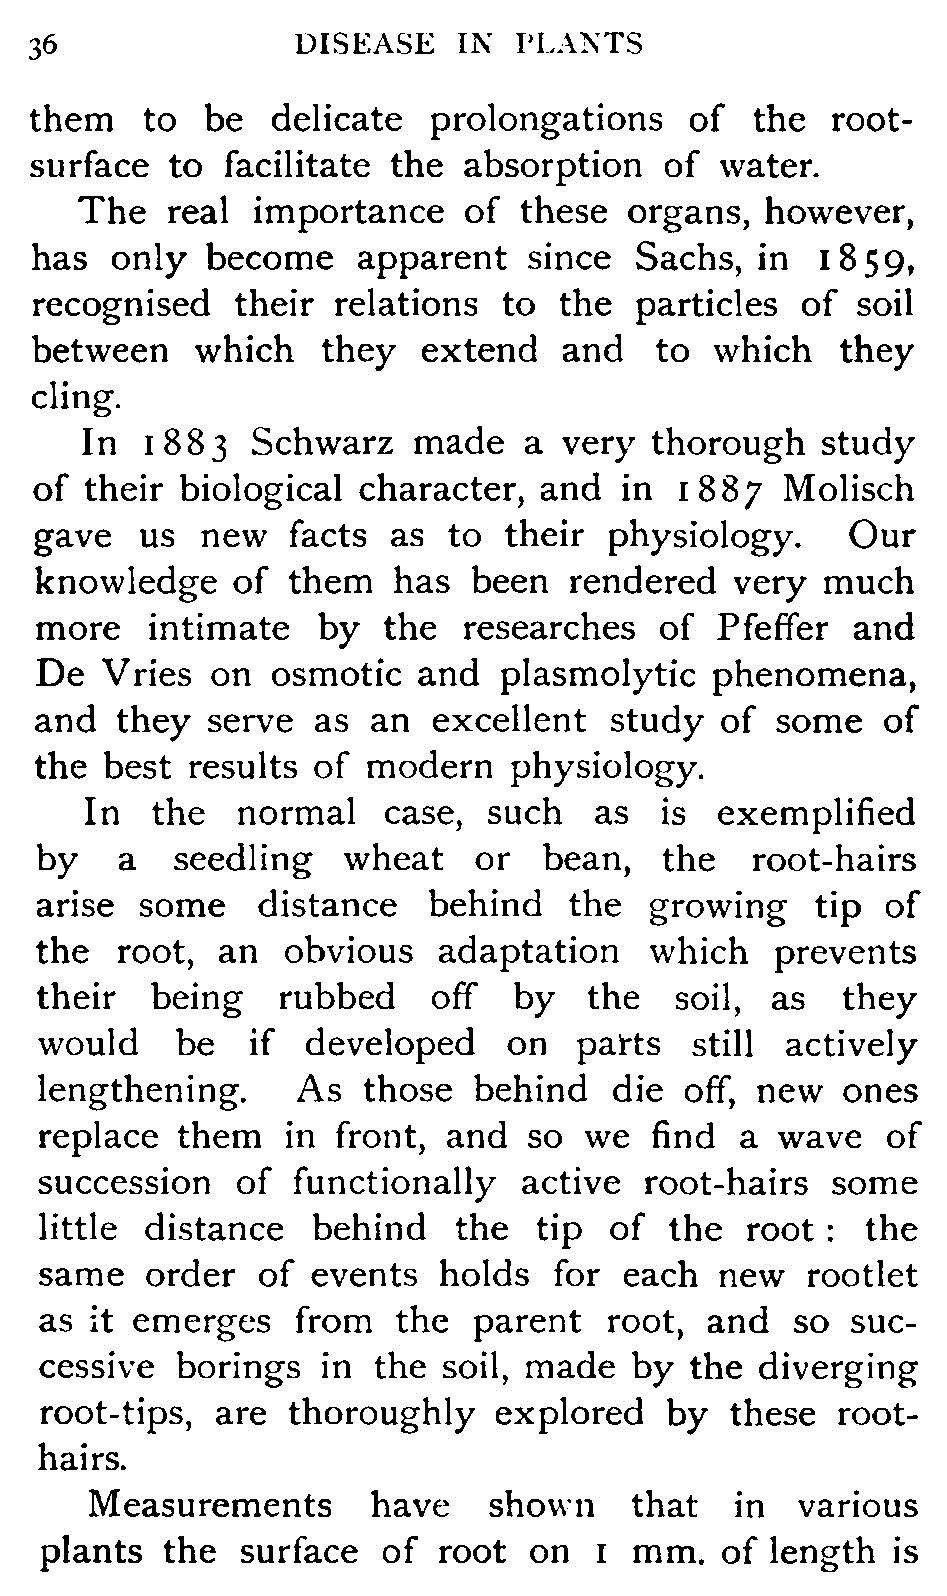 36 DISEASE IN PLANTS
them to be delicate prolongations of the root-
surface to facilitate the absorption of water.
The real importance of these organs, however,
has only become apparent since Sachs, in 1859,
recognised their relations to the particles of soil
between which they extend and to which they
cling.
In 1883 Schwarz made a very thorough study
of their biological character, and in 1887 Molisch
gave us new facts as to their physiology. Our
knowledge of them has been rendered very much
more intimate by the researches of Pfeffer and
De Vries on osmotic and plasmolytic phenomena,
and they serve as an excellent study of some of
the best results of modern physiology.
In the normal case, such as is exemplified
by a seedling wheat or bean, the root-hairs
arise some distance behind the growing tip of
the root, an obvious adaptation which prevents
their being rubbed off by the soil, as they
would be if developed on parts still actively
lengthening. As those behind die off, new ones
replace them in front, and so we find a wave of
succession of functionally active root-hairs some
little distance behind the tip of the root : the
same order of events holds for each new rootlet
as it emerges from the parent root, and so suc-
cessive borings in the soil, made by the diverging
root-tips, are thoroughly explored by these root-
hairs.
Measurements have shown that in various
plants the surface of root on 1 mm. of length is